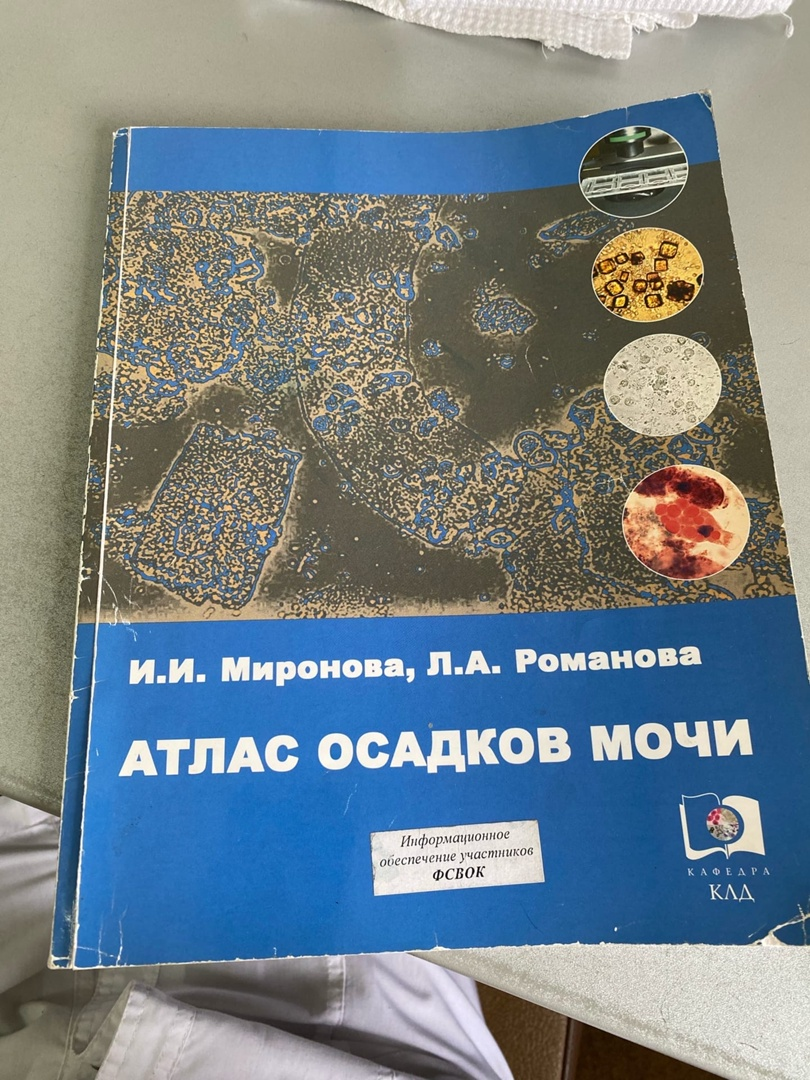 И.И. Миронова, Л.А. Романова
АТЛАС ОСАДКОВ МОЧИ
Информационное
обеспечение участников
ФСВОК
КАФЕДРА
КЛД